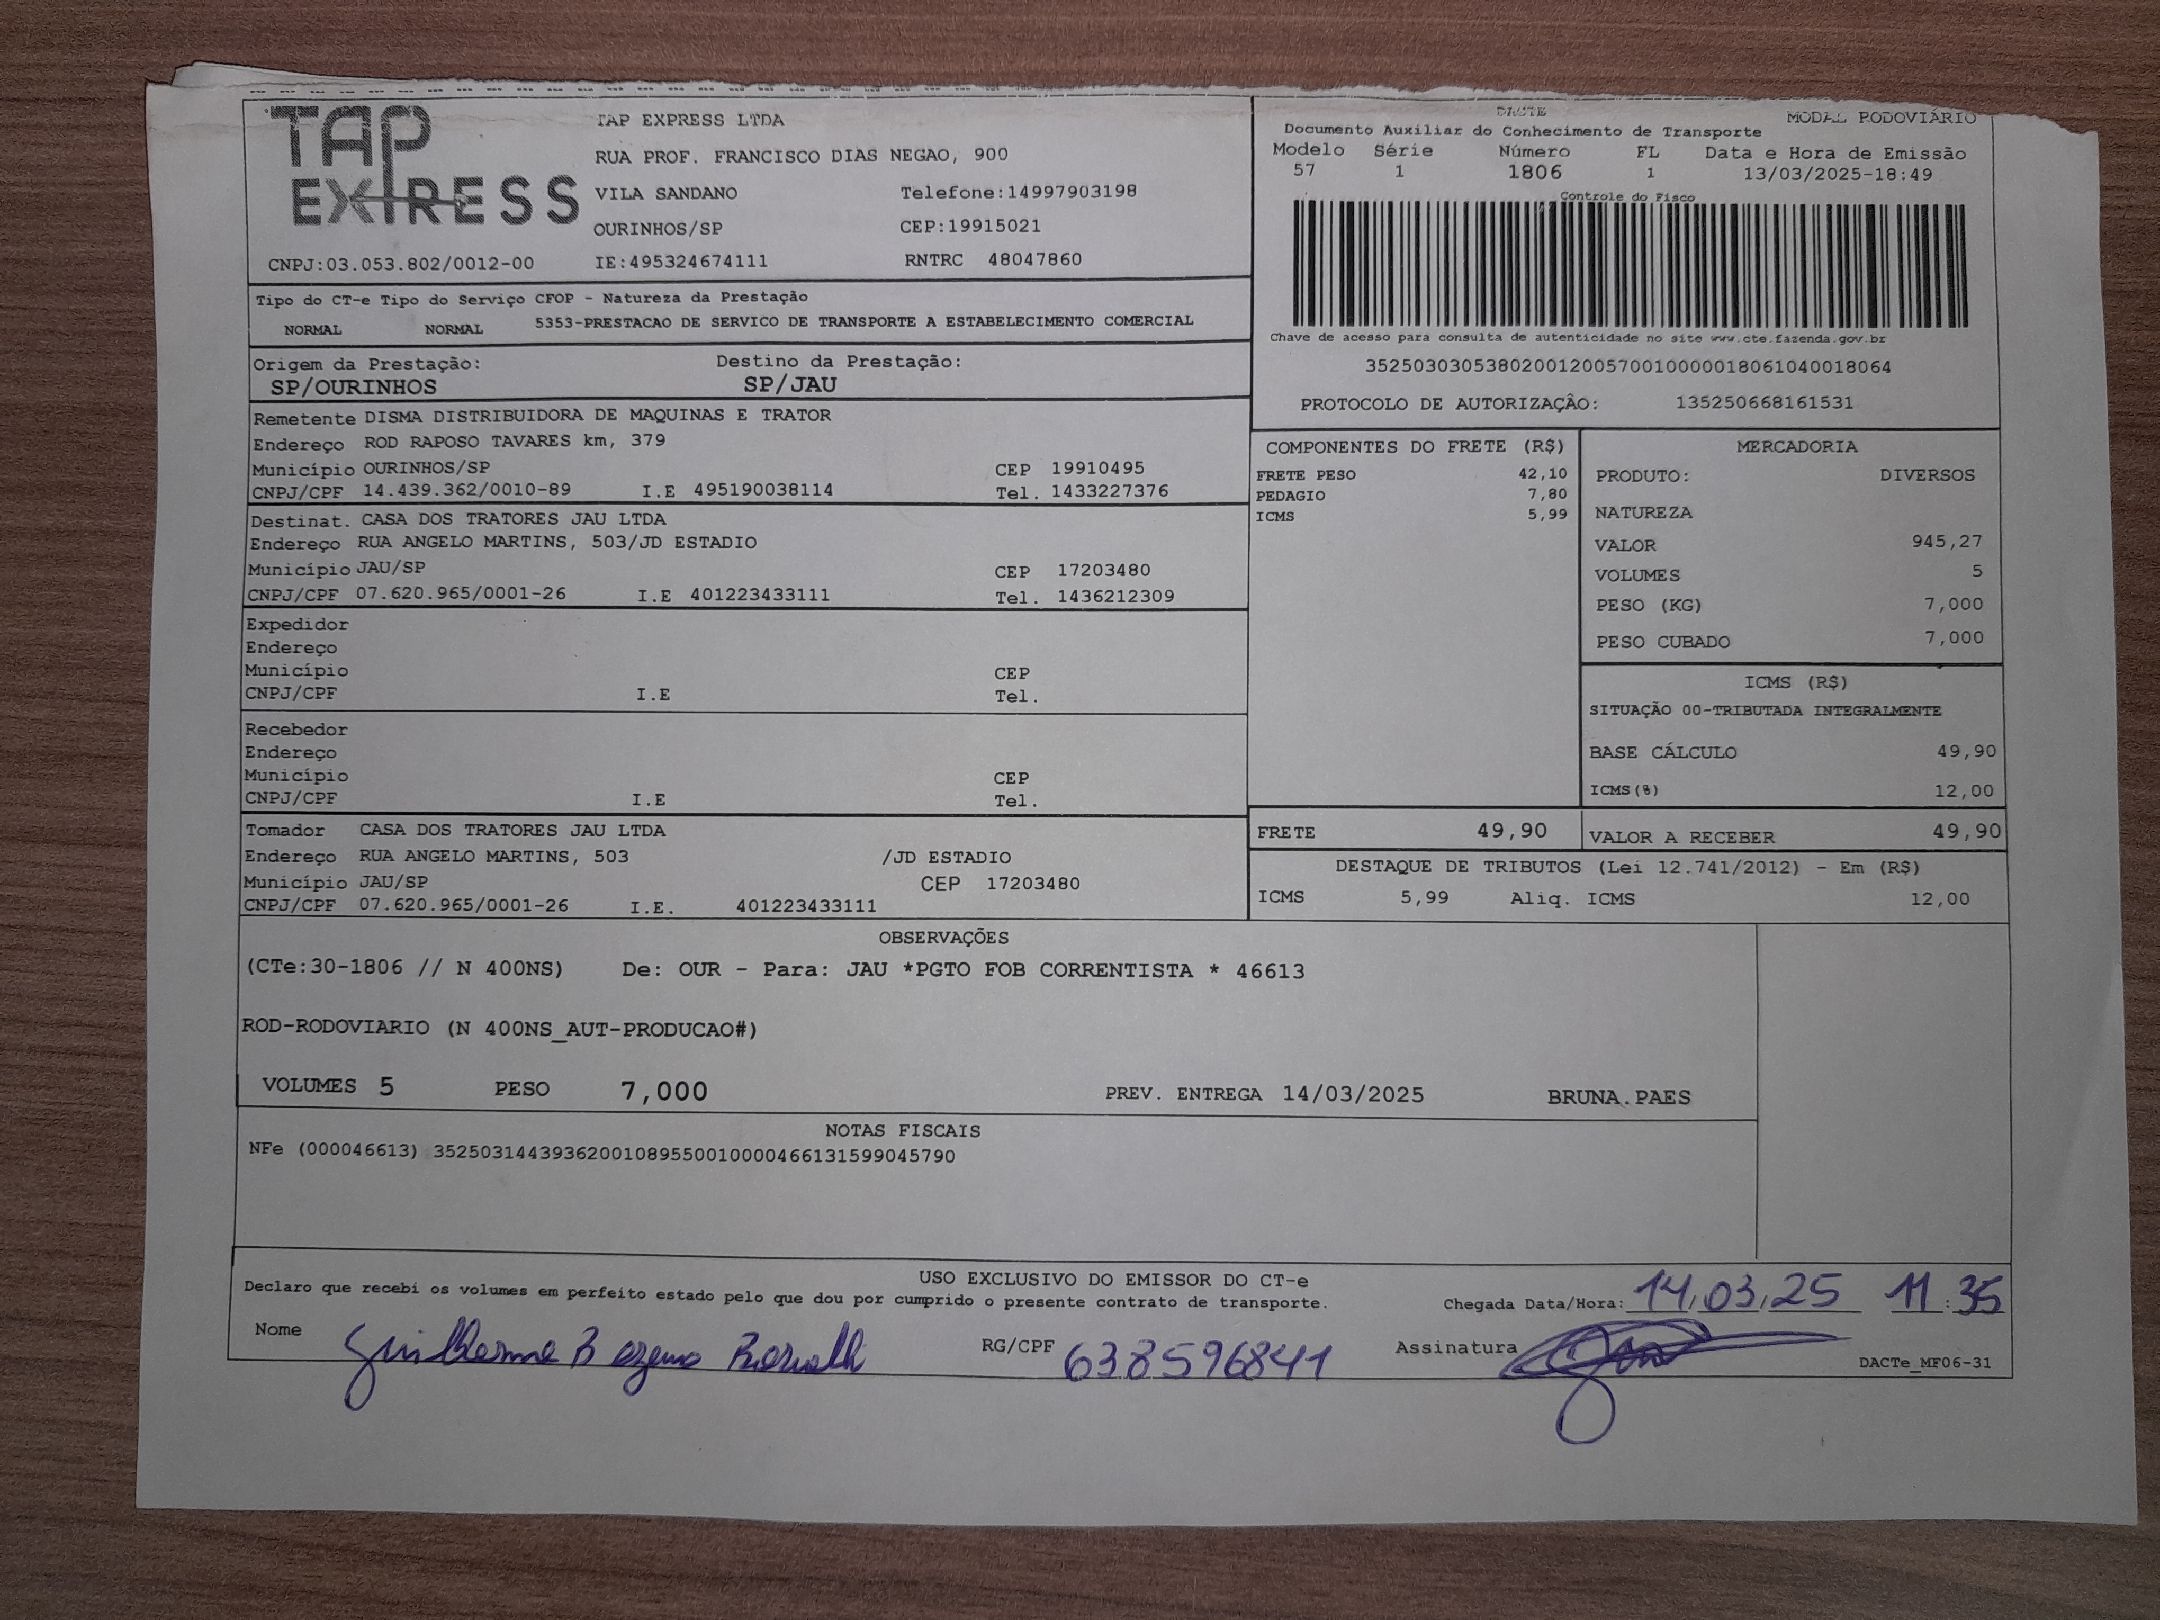 TAP
EXPRESS
TAP EXPRESS LTDA
RUA PROF. FRANCISCO DIAS NEGAO, 900
VILA SANDANO Telefone:14997903198
OURINHOS/SP CEP:19915021
CNPJ:03.053.802/0012-00 IE:495324674111 RNTRC 48047860
DACTE MODAL RODOVIÁRIO
Documento Auxiliar do Conhecimento de Transporte
Modelo Série Número FL Data e Hora de Emissão
57 1 1806 1 13/03/2025-18:49
Controle do Fisco
Chave de acesso para consulta de autenticidade no site www.cte.fazenda.gov.br
35250303053802001200570010000018061040018064
PROTOCOLO DE AUTORIZAÇÂO: 135250668161531
Tipo do CT-e Tipo do Serviço CFOP - Natureza da Prestação
NORMAL NORMAL 5353-PRESTACAO DE SERVICO DE TRANSPORTE A ESTABELECIMENTO COMERCIAL
Origem da Prestação: Destino da Prestação:
SP/OURINHOS SP/JAU
Remetente DISMA DISTRIBUIDORA DE MAQUINAS E TRATOR
Endereço ROD RAPOSO TAVARES km, 379
Município OURINHOS/SP CEP 19910495
CNPJ/CPF 14.439.362/0010-89 I.E 495190038114 Tel. 1433227376
Destinat. CASA DOS TRATORES JAU LTDA
Endereço RUA ANGELO MARTINS, 503/JD ESTADIO
Município JAU/SP CEP 17203480
CNPJ/CPF 07.620.965/0001-26 I.E 401223433111 Tel. 1436212309
Expedidor
Endereço
Município CEP
CNPJ/CPF I.E Tel.
Recebedor
Endereço
Município CEP
CNPJ/CPF I.E Tel.
Tomador CASA DOS TRATORES JAU LTDA
Endereço RUA ANGELO MARTINS, 503 /JD ESTADIO
Município JAU/SP CEP 17203480
CNPJ/CPF 07.620.965/0001-26 I.E. 401223433111
COMPONENTES DO FRETE (R$)
FRETE PESO 42,10
PEDAGIO 7,80
ICMS 5,99
MERCADORIA
PRODUTO: DIVERSOS
NATUREZA
VALOR 945,27
VOLUMES 5
PESO (KG) 7,000
PESO CUBADO 7,000
ICMS (R$)
SITUAÇÃO 00-TRIBUTADA INTEGRALMENTE
BASE CÁLCULO 49,90
ICMS(%) 12,00
FRETE 49,90 VALOR A RECEBER 49,90
DESTAQUE DE TRIBUTOS (Lei 12.741/2012) - Em (R$)
ICMS 5,99 Aliq. ICMS 12,00
OBSERVAÇÕES
(CTe:30-1806 // N 400NS) De: OUR - Para: JAU *PGTO FOB CORRENTISTA * 46613
ROD-RODOVIARIO (N 400NS_AUT-PRODUCAO#)
VOLUMES 5 PESO 7,000 PREV. ENTREGA 14/03/2025 BRUNA.PAES
NOTAS FISCAIS
NFe (000046613) 35250314439362001089550010000466131599045790
USO EXCLUSIVO DO EMISSOR DO CT-e
Declaro que recebi os volumes em perfeito estado pelo que dou por cumprido o presente contrato de transporte. Chegada Data/Hora: 14,03,25 11:35
Nome Guilherme RG/CPF 638596841 Assinatura
DACTe_MF06-31